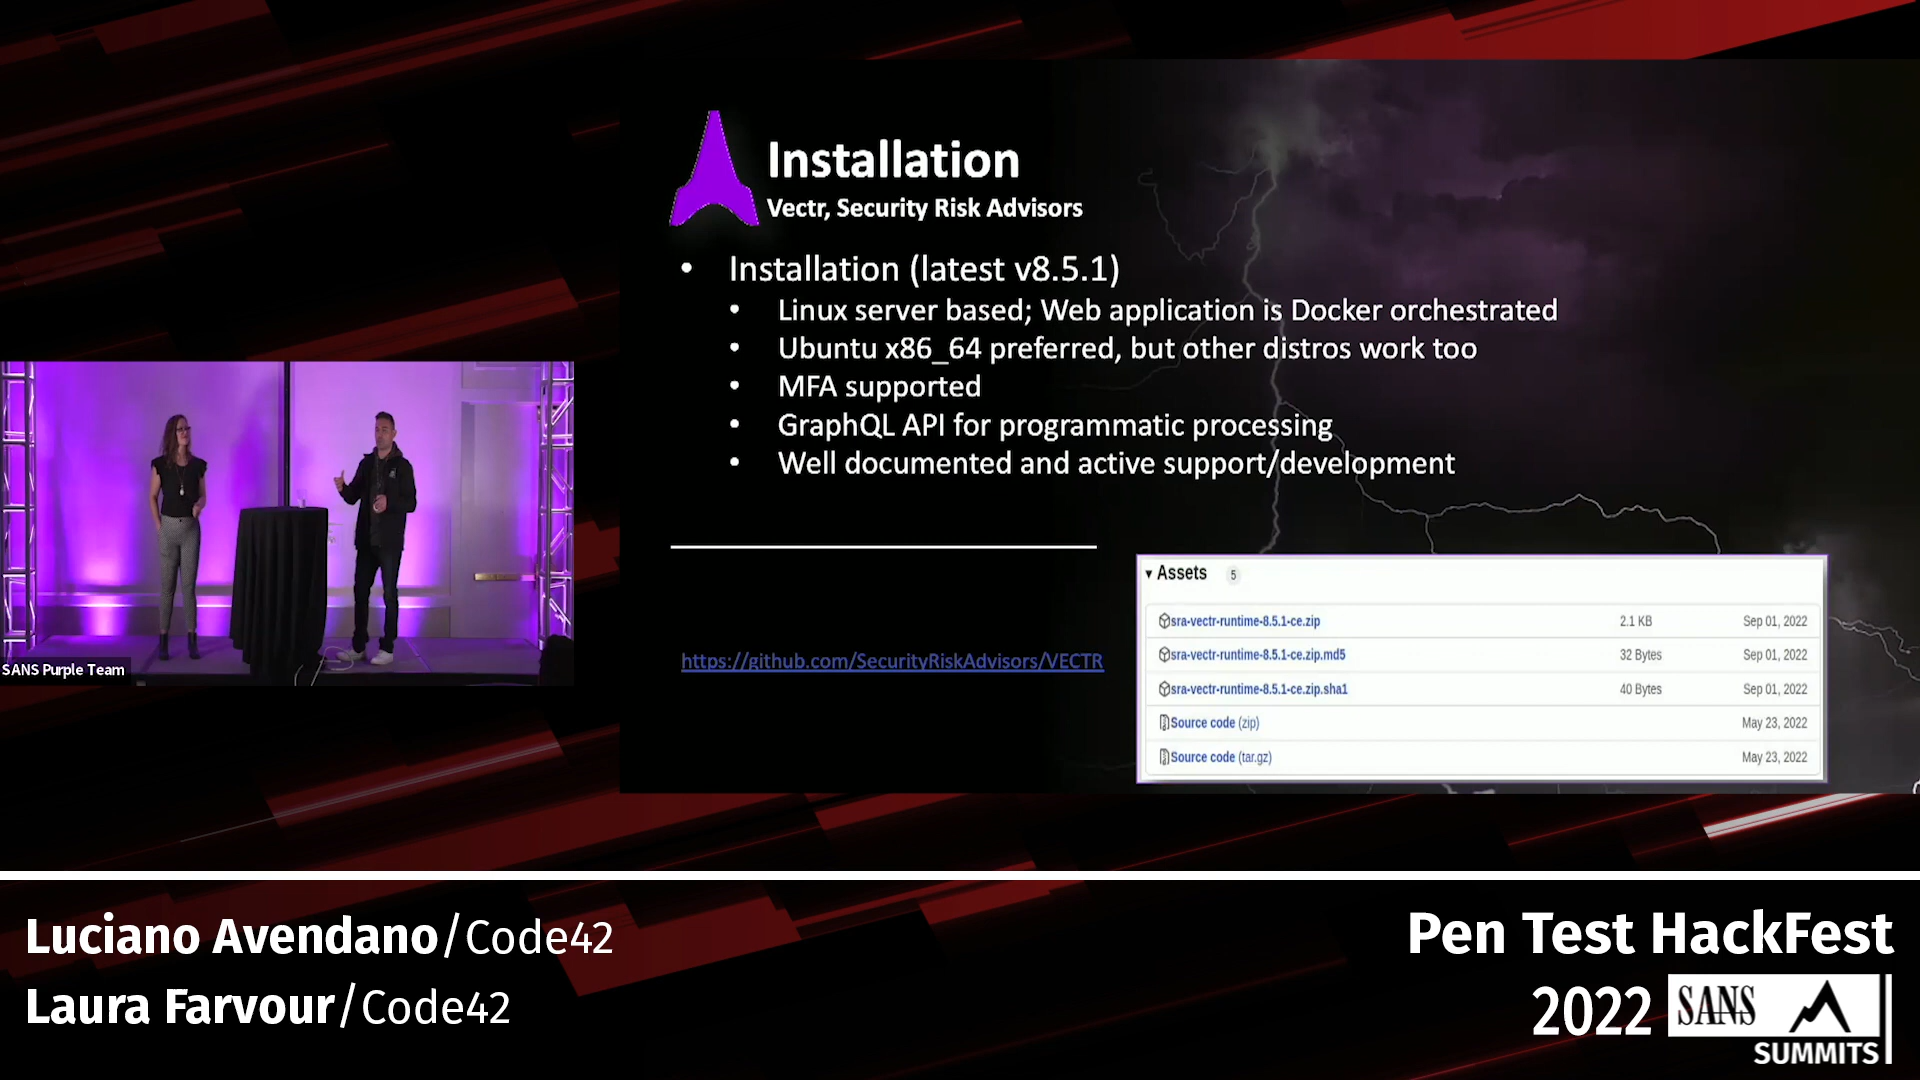 Installation
Vectr, Security Risk Advisors
• Installation (latest v8.5.1)
• Linux server based; Web application is Docker orchestrated
• Ubuntu x86_64 preferred, but other distros work too
• MFA supported
• GraphQL API for programmatic processing
• Well documented and active support/development
https://github.com/SecurityRiskAdvisors/VECTR
▾ Assets 5
sra-vectr-runtime-8.5.1-ce.zip 2.1 KB Sep 01, 2022
sra-vectr-runtime-8.5.1-ce.zip.md5 32 Bytes Sep 01, 2022
sra-vectr-runtime-8.5.1-ce.zip.sha1 40 Bytes Sep 01, 2022
Source code (zip) May 23, 2022
Source code (tar.gz) May 23, 2022
SANS Purple Team
Luciano Avendano/Code42
Laura Farvour/Code42
Pen Test HackFest
2022 SANS
SUMMITS